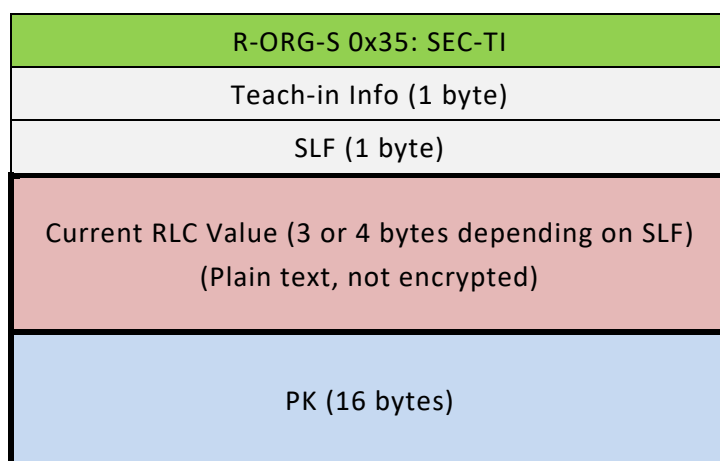 R-ORG-S 0x35: SEC-TI
Teach-in Info (1 byte)
SLF (1 byte)
Current RLC Value (3 or 4 bytes depending on SLF)
(Plain text, not encrypted)
PK (16 bytes)